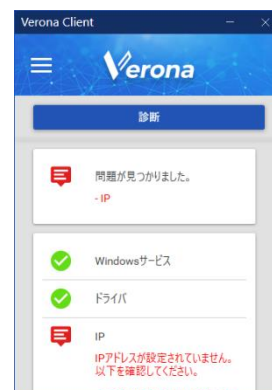 Verona Client
Verona
診断
問題が見つかりました。
- IP
Windowsサービス
ドライバ
IP
IPアドレスが設定されていません。
以下を確認してください。